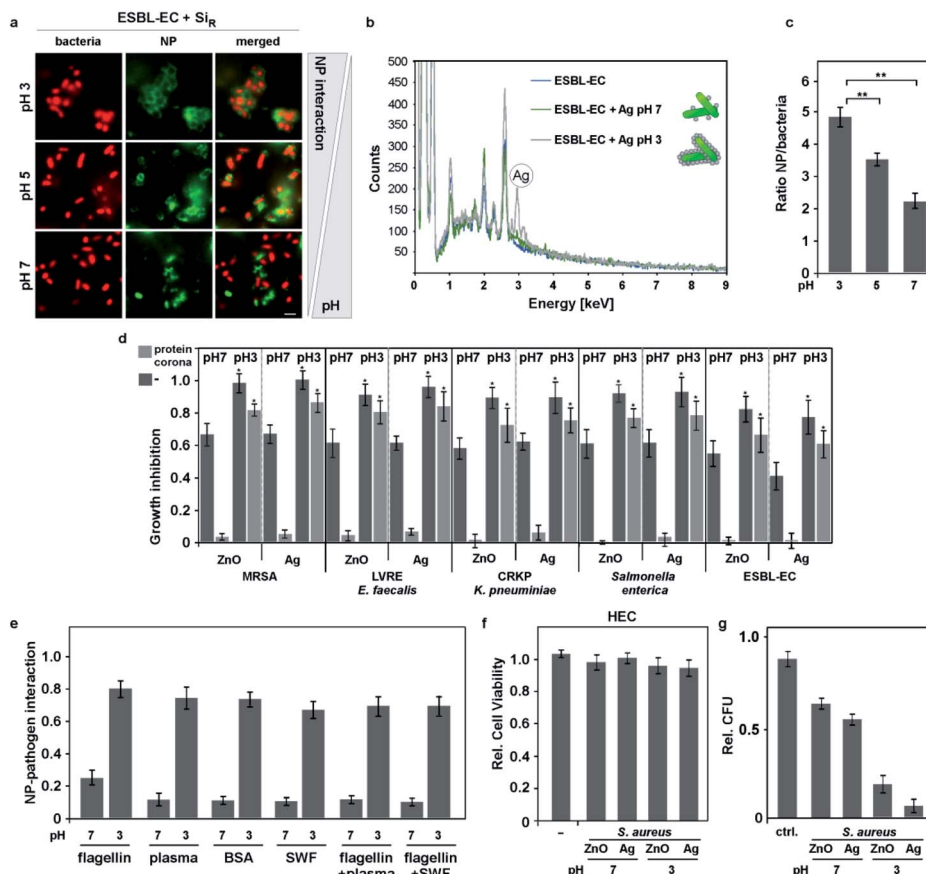 a
ESBL-EC + SiR
bacteria NP merged
pH 3
pH 5
pH 7
NP interaction
pH
b
500
450
400
350
300
250
200
150
100
50
Counts
0 1 2 3 4 5 6 7 8 9
Energy [keV]
ESBL-EC
ESBL-EC + Ag pH 7
ESBL-EC + Ag pH 3
Ag
c
8
6
4
2
0
Ratio NP/bacteria
**
**
pH 3 5 7
d
protein corona
-
pH7 pH3 pH7 pH3 pH7 pH3 pH7 pH3 pH7 pH3 pH7 pH3 pH7 pH3 pH7 pH3 pH7 pH3 pH7 pH3
1.0
0.8
0.6
0.4
0.2
0
Growth inhibition
* * * * * * * * * * * * * * * * * * * *
ZnO Ag ZnO Ag ZnO Ag ZnO Ag ZnO Ag
MRSA LVRE CRKP Salmonella ESBL-EC
E. faecalis K. pneuminiae enterica
e
1.0
0.8
0.6
0.4
0.2
0
NP-pathogen interaction
pH 7 3 7 3 7 3 7 3 7 3 7 3
flagellin plasma BSA SWF flagellin flagellin
+plasma +SWF
f
HEC
1.0
0.8
0.6
0.4
0.2
0
Rel. Cell Viability
– S. aureus
ZnO Ag ZnO Ag
pH 7 3
g
1.0
0.5
0.0
Rel. CFU
ctrl. S. aureus
ZnO Ag ZnO Ag
pH 7 3